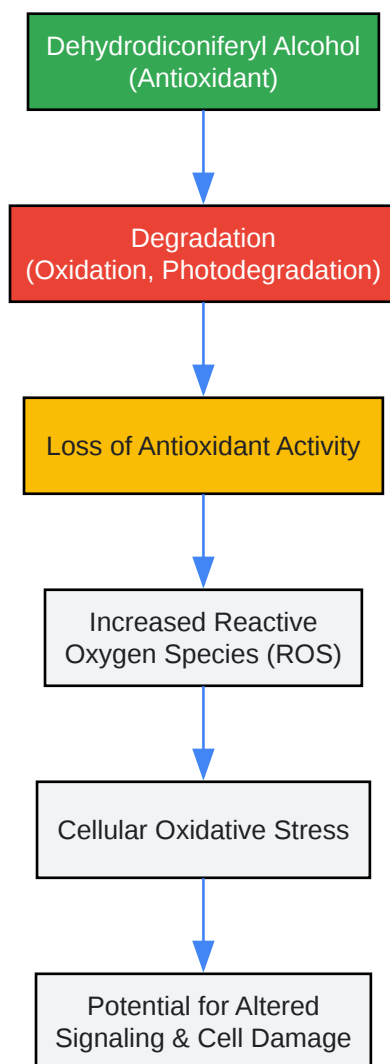 Dehydrodiconiferyl Alcohol
(Antioxidant)
Degradation
(Oxidation, Photodegradation)
Loss of Antioxidant Activity
Increased Reactive
Oxygen Species (ROS)
Cellular Oxidative Stress
Potential for Altered
Signaling & Cell Damage